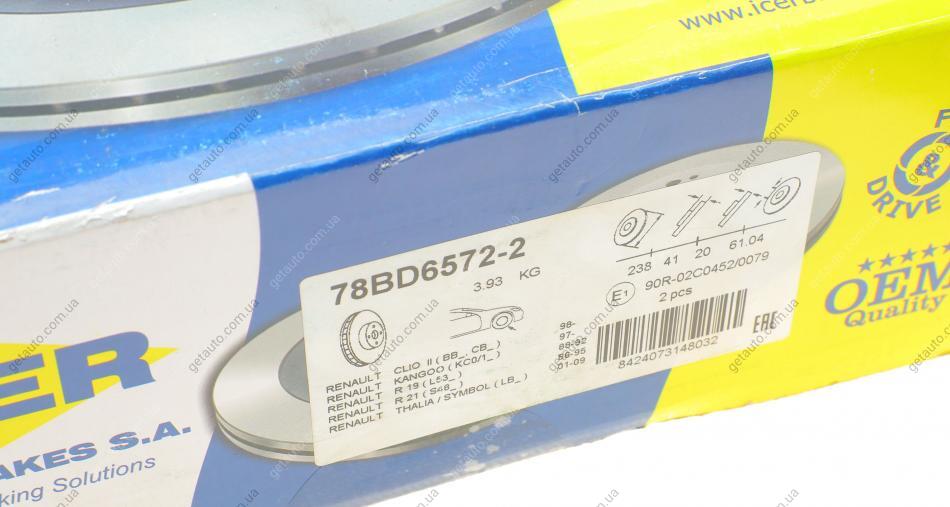 www.icerb
78BD6572-2
3.93 KG
238 41 20 61.04
E1 90R-02C0452/0079
2 pcs
RENAULT CLIO II ( BB_ CB_ ) 98-
RENAULT KANGOO ( KC0/1_ ) 97-
RENAULT R 19 ( L53_ ) 88-92
RENAULT R 21 ( S48_ ) 86-95
RENAULT THALIA / SYMBOL ( LB_ ) 01-09
8424073148032
EAC
F
DRIVE
OEM
Quality
ER
AKES S.A.
king Solutions
getauto.com.ua